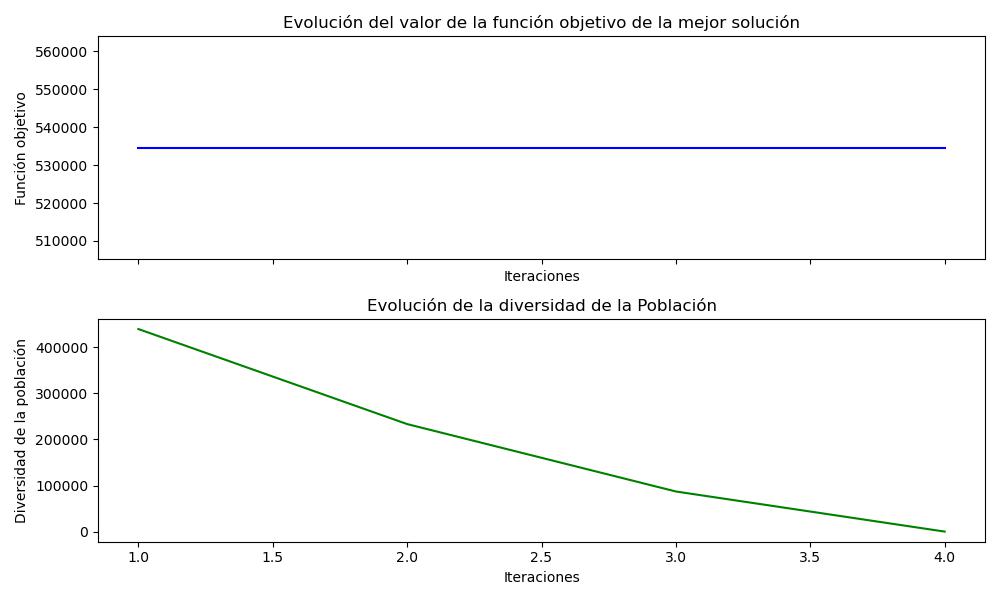 Evolución del valor de la función objetivo de la mejor solución
Función objetivo
560000
550000
540000
530000
520000
510000
Iteraciones
Evolución de la diversidad de la Población
Diversidad de la población
400000
300000
200000
100000
0
1.0 1.5 2.0 2.5 3.0 3.5 4.0
Iteraciones